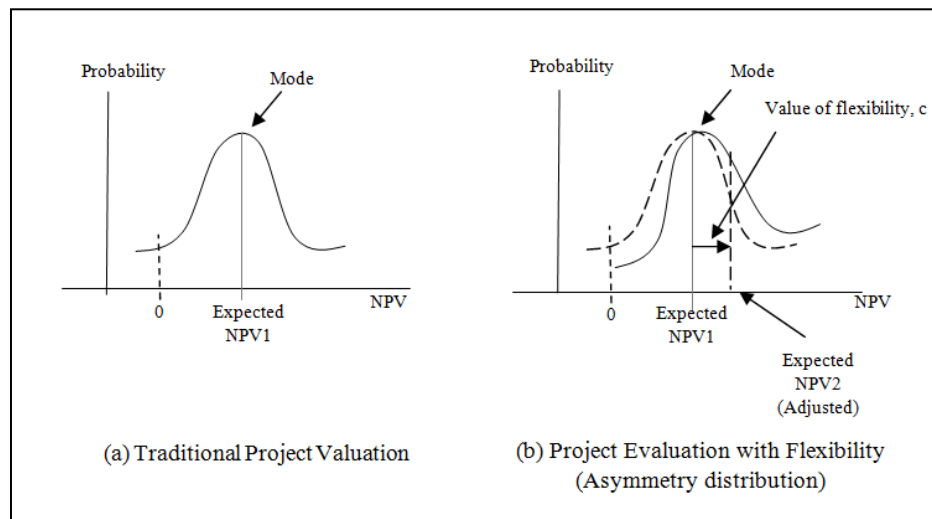 Probability
Mode
0
Expected
NPV1
NPV
(a) Traditional Project Valuation
Probability
Mode
Value of flexibility, c
0
Expected
NPV1
NPV
Expected
NPV2
(Adjusted)
(b) Project Evaluation with Flexibility
(Asymmetry distribution)